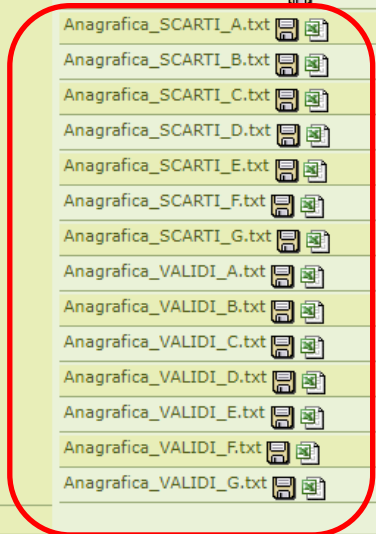 Anagrafica_SCARTI_A.txt
Anagrafica_SCARTI_B.txt
Anagrafica_SCARTI_C.txt
Anagrafica_SCARTI_D.txt
Anagrafica_SCARTI_E.txt
Anagrafica_SCARTI_F.txt
Anagrafica_SCARTI_G.txt
Anagrafica_VALIDI_A.txt
Anagrafica_VALIDI_B.txt
Anagrafica_VALIDI_C.txt
Anagrafica_VALIDI_D.txt
Anagrafica_VALIDI_E.txt
Anagrafica_VALIDI_F.txt
Anagrafica_VALIDI_G.txt